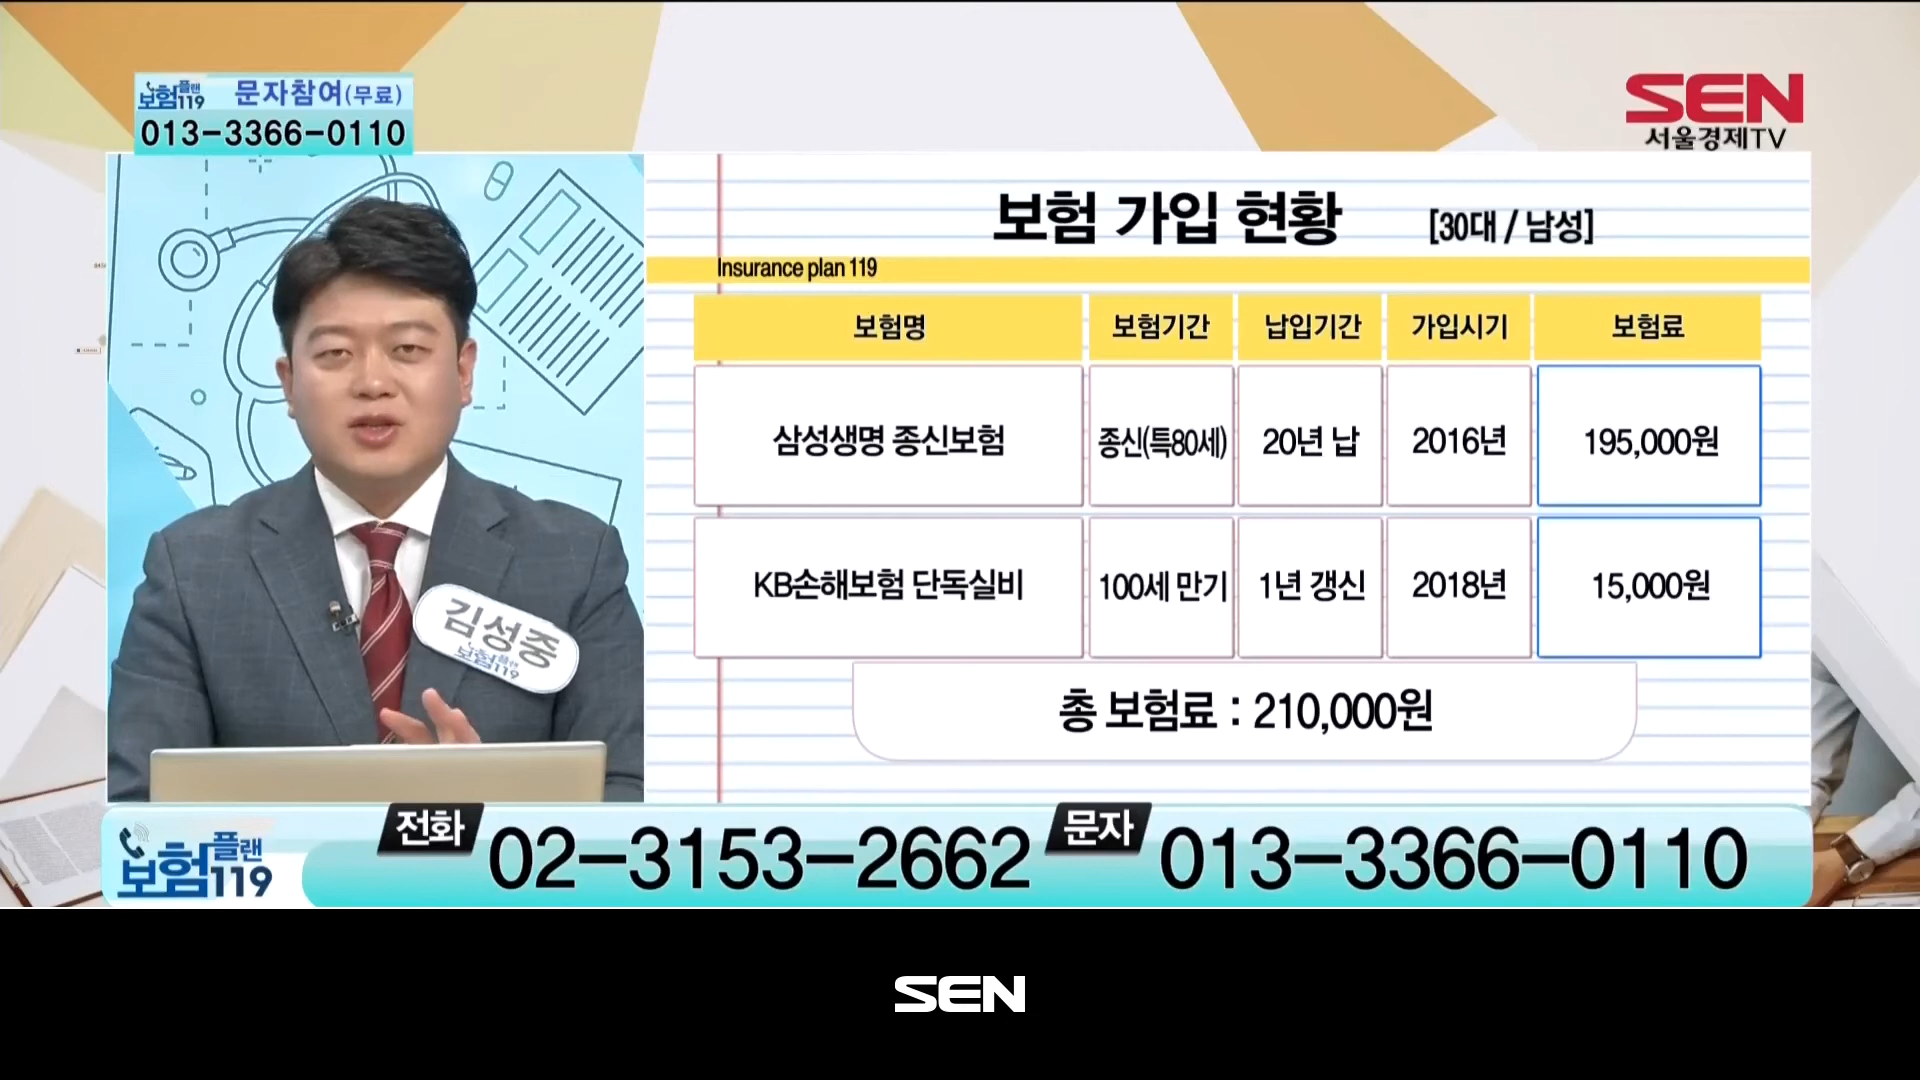 보험플랜119 문자참여(무료)
013-3366-0110
SEN
서울경제TV
보험 가입 현황 [30대 / 남성]
Insurance plan 119
보험명 보험기간 납입기간 가입시기 보험료
삼성생명 종신보험 종신(특80세) 20년 납 2016년 195,000원
KB손해보험 단독실비 100세 만기 1년 갱신 2018년 15,000원
총 보험료 : 210,000원
김성중
보험플랜119
보험플랜119 전화 02-3153-2662 문자 013-3366-0110
SEN